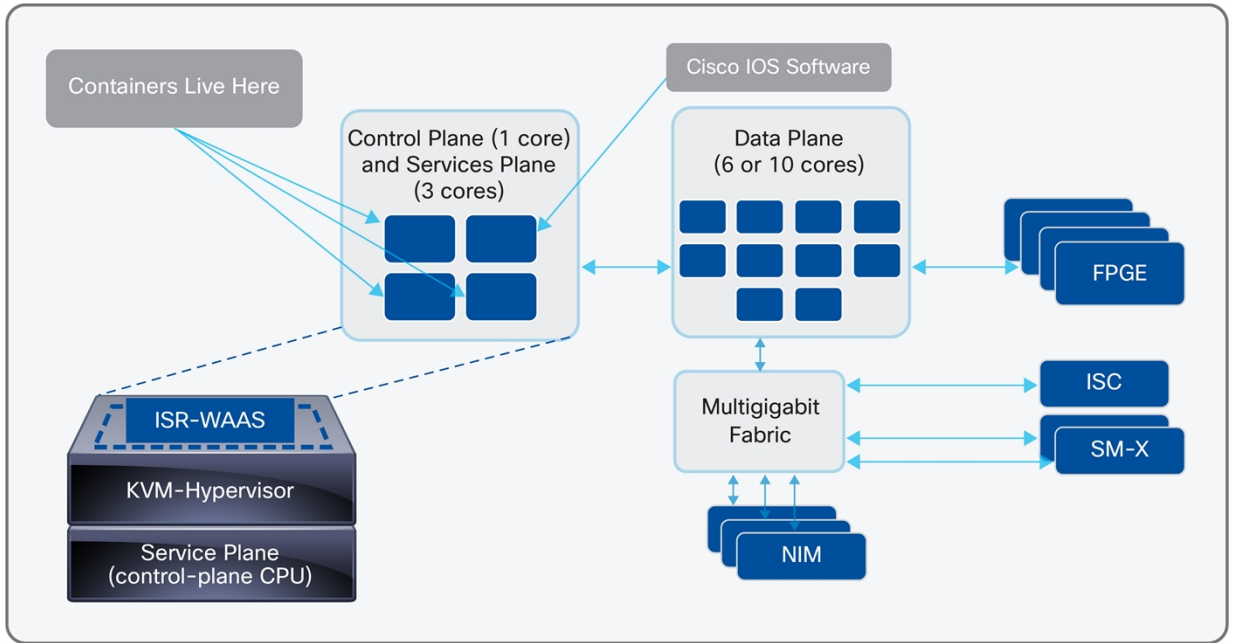 Containers Live Here
Cisco IOS Software
Control Plane (1 core)
and Services Plane
(3 cores)
Data Plane
(6 or 10 cores)
FPGE
ISC
SM-X
Multigigabit
Fabric
NIM
ISR-WAAS
KVM-Hypervisor
Service Plane
(control-plane CPU)